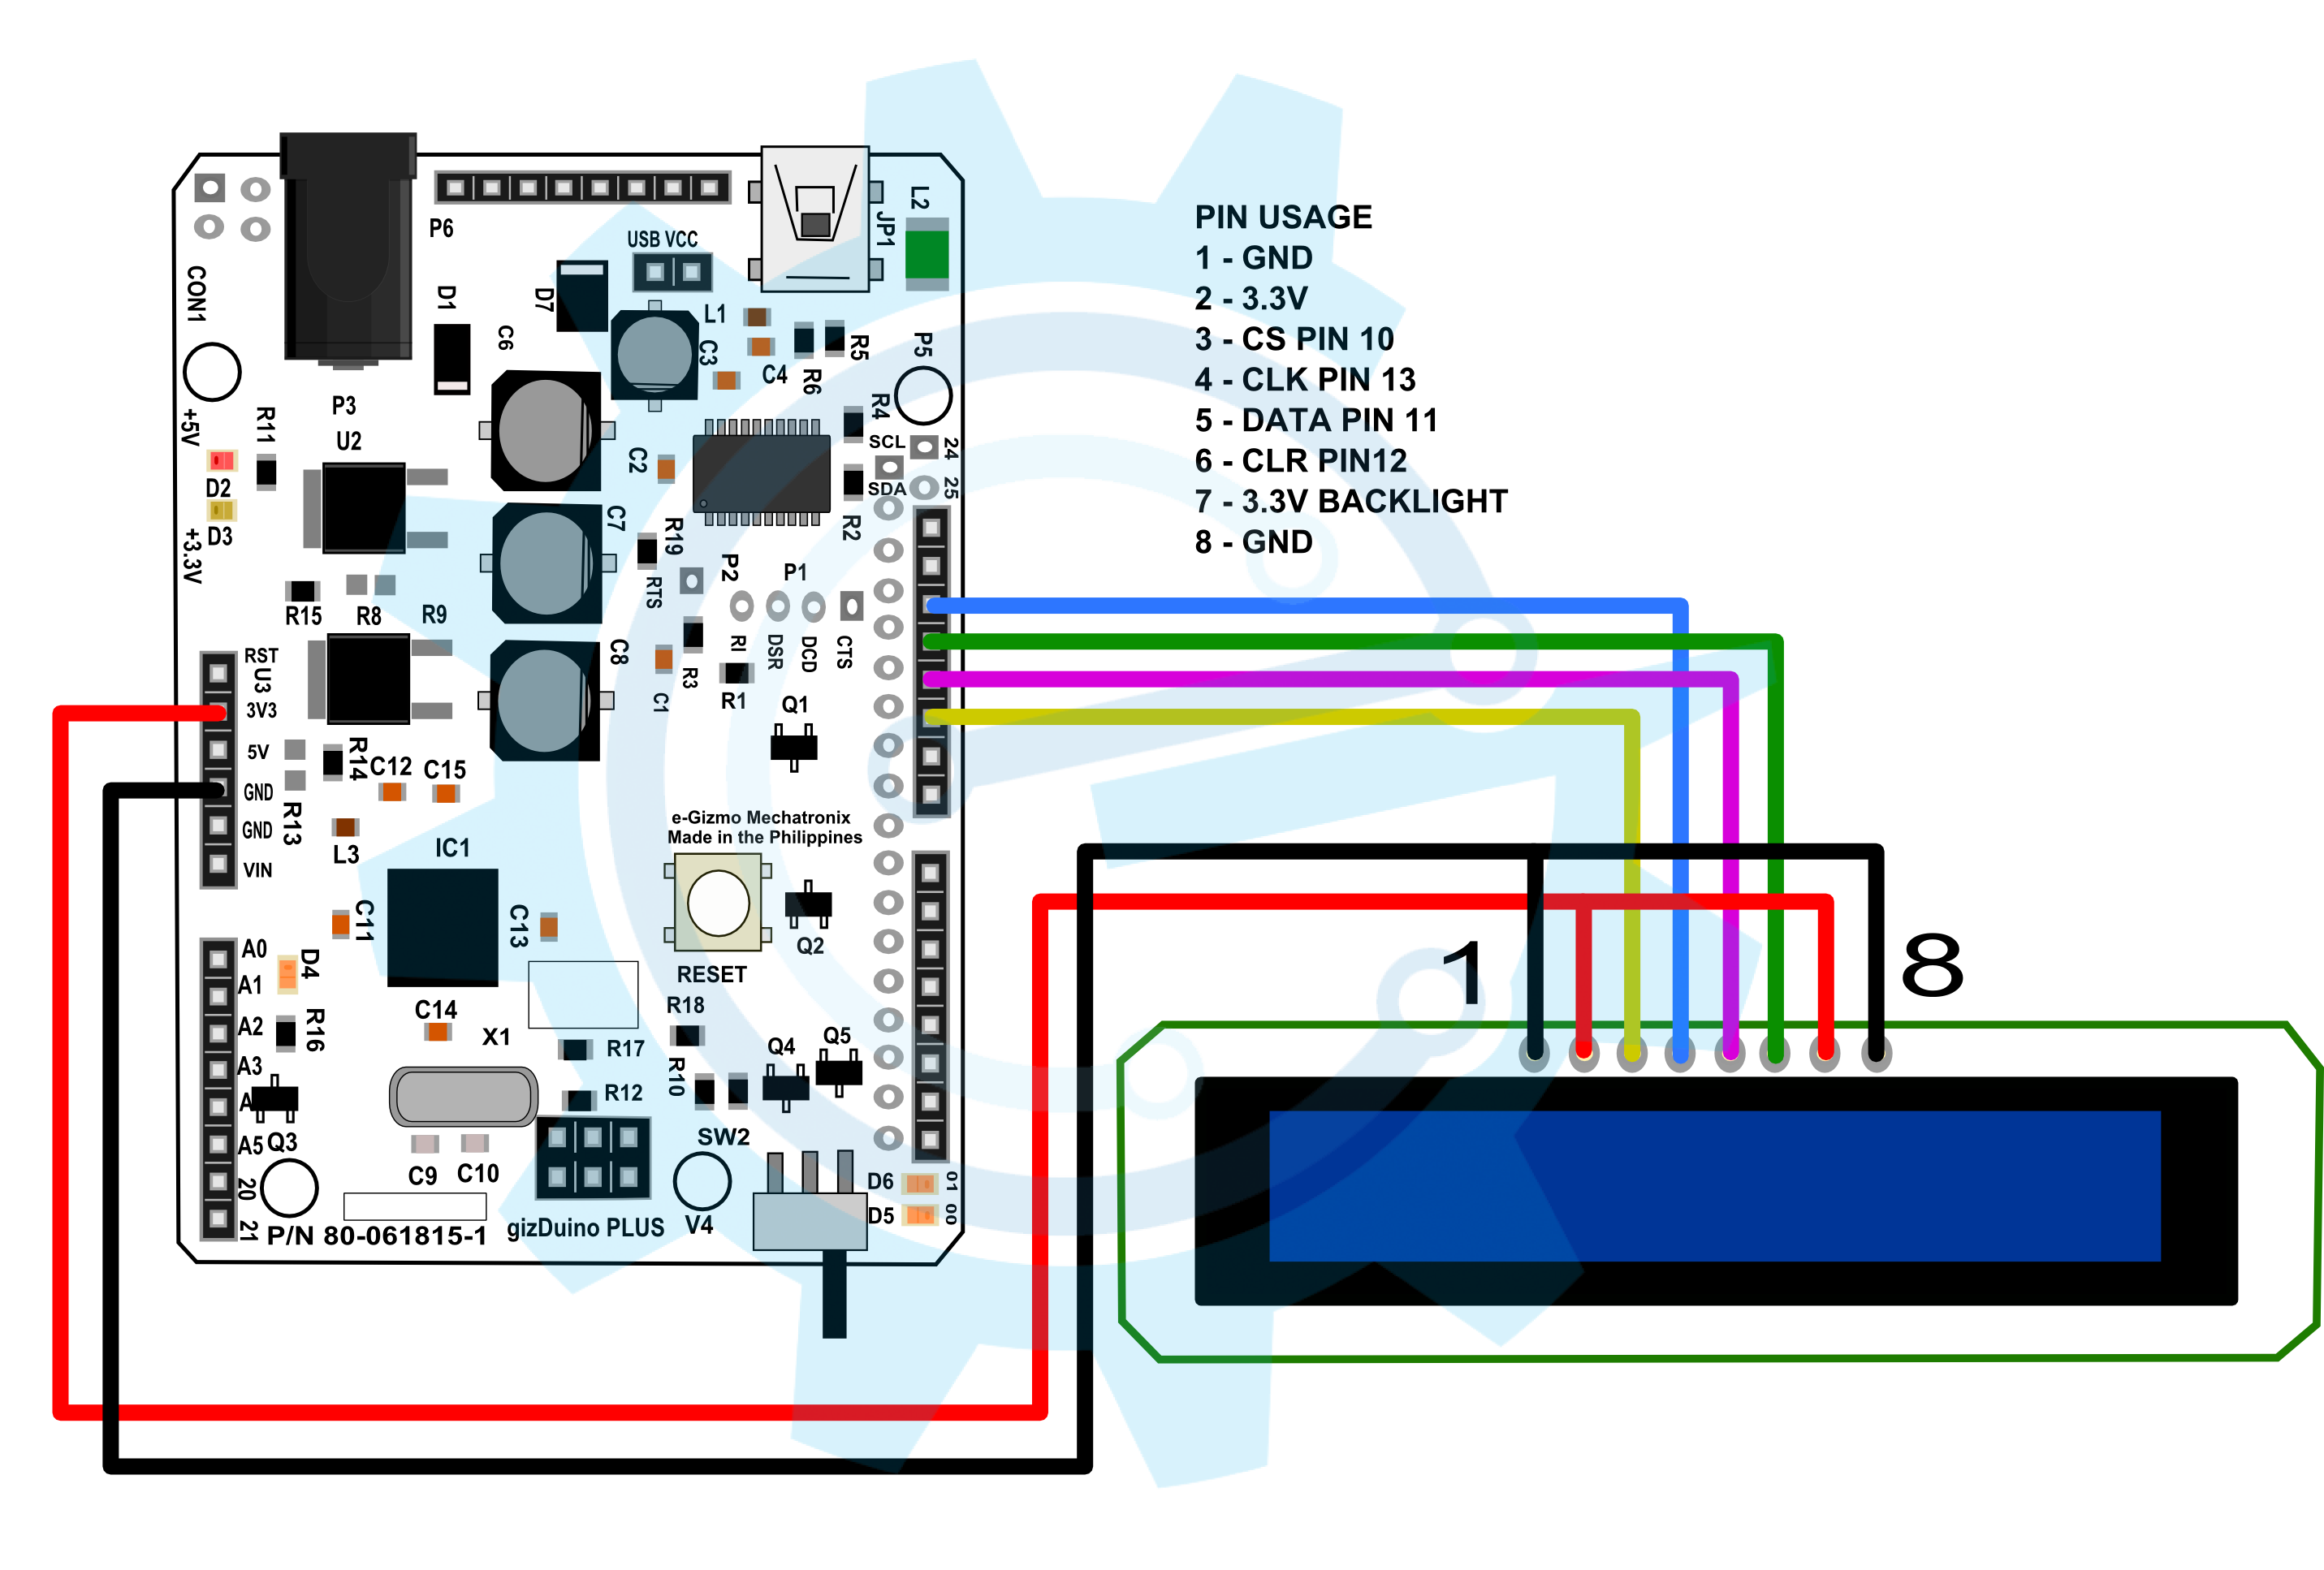 PIN USAGE
1 - GND
2 - 3.3V
3 - CS PIN 10
4 - CLK PIN 13
5 - DATA PIN 11
6 - CLR PIN12
7 - 3.3V BACKLIGHT
8 - GND
P6
USB VCC
L2
JP1
CON1
D1
D7
L1
C6
C3
C4
R5
R6
P5
+5V
R11
P3
U2
R4
SCL
24
C2
D2
SDA
25
D3
+3.3V
C7
R19
R2
P2
P1
R15
R8
R9
RTS
RI
DSR
DCD
CTS
RST
U3
C8
R3
R1
3V3
C1
Q1
5V
R14
C12
C15
GND
R13
GND
L3
VIN
IC1
e-Gizmo Mechatronix
Made in the Philippines
C11
C13
Q2
A0
D4
A1
RESET
1
8
A2
R16
C14
R18
X1
R17
Q4
Q5
A3
R10
R12
A
A5
Q3
SW2
C9
C10
20
D6
01
21
P/N 80-061815-1
gizDuino PLUS
V4
D5
00